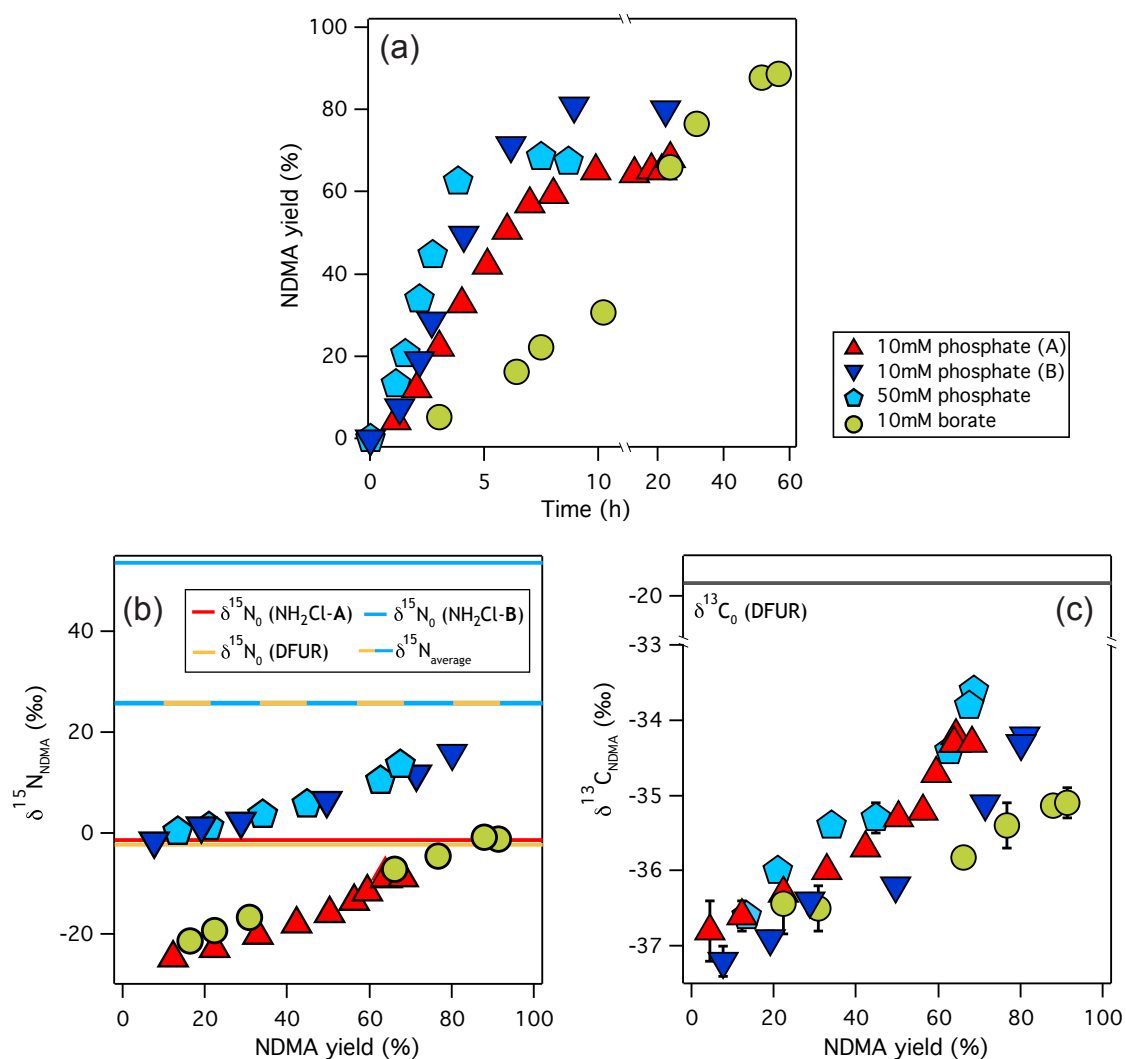 (a)
100
80
60
40
20
0
NDMA yield (%)
0 5 10 20 40 60
Time (h)
10mM phosphate (A)
10mM phosphate (B)
50mM phosphate
10mM borate
(b)
δ¹⁵N₀ (NH₂Cl-A) δ¹⁵N₀ (NH₂Cl-B)
δ¹⁵N₀ (DFUR) δ¹⁵Naverage
40
20
0
-20
δ¹⁵NNDMA (‰)
0 20 40 60 80 100
NDMA yield (%)
(c)
δ¹³C₀ (DFUR)
-20
-33
-34
-35
-36
-37
δ¹³CNDMA (‰)
0 20 40 60 80 100
NDMA yield (%)